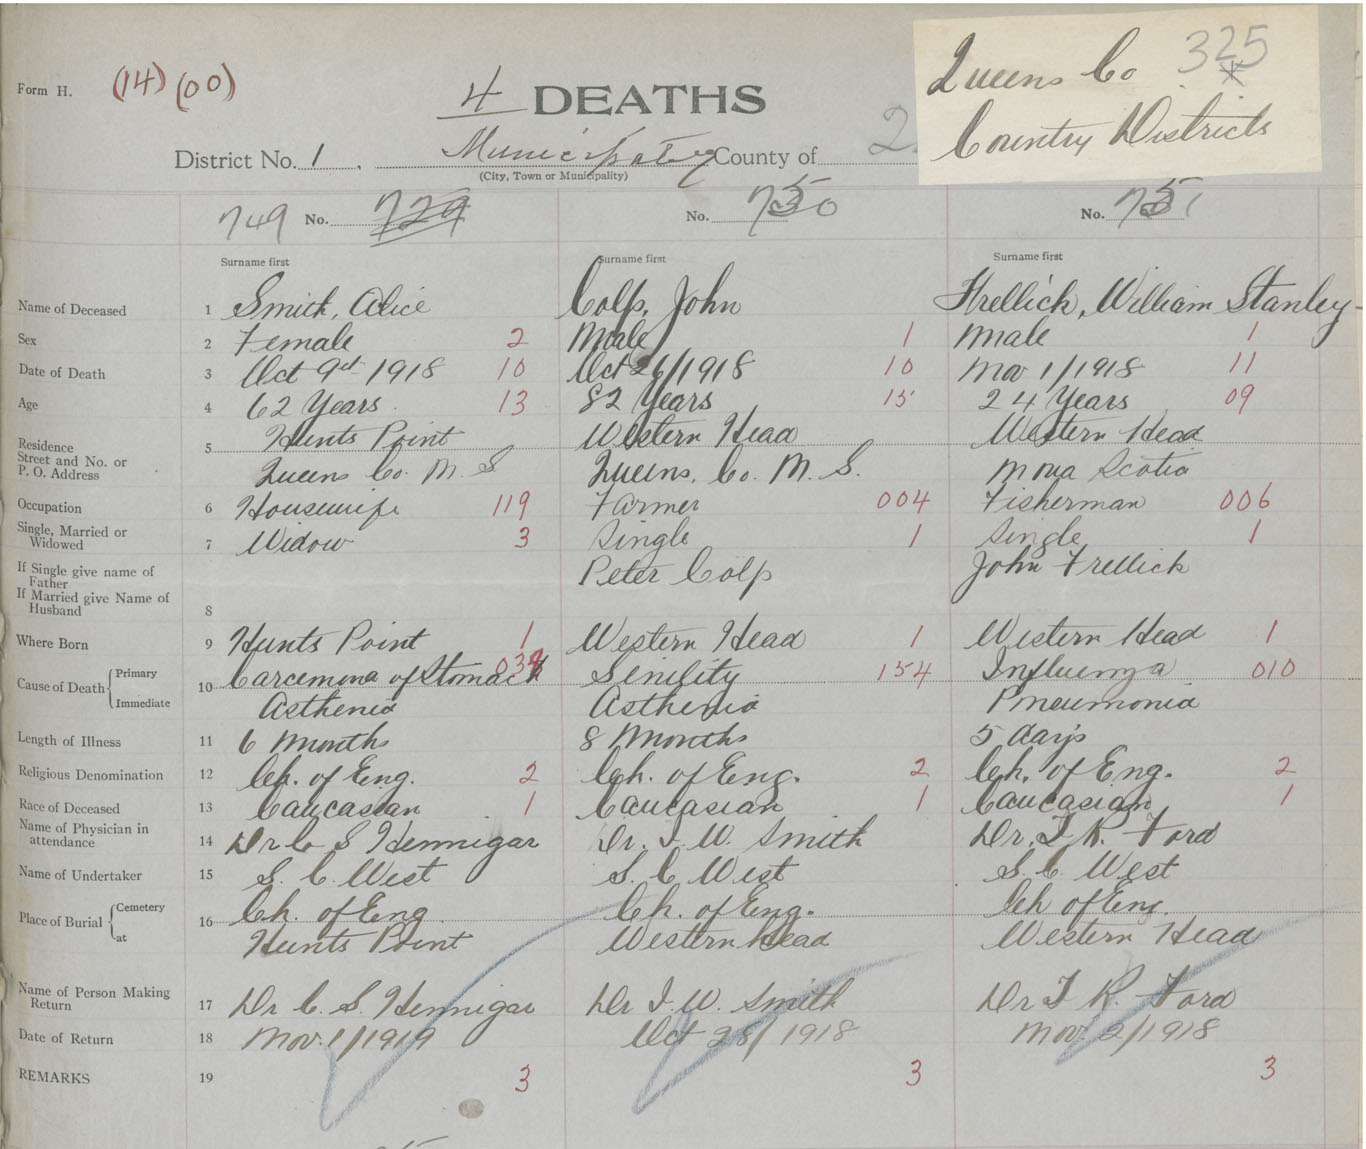 Form H.
(14) (00)
4 DEATHS
Queens Co 325
Country Districts
District No. 1, Municipality County of 2
(City, Town or Municipality)
749 No. 729 No. 7350 No. 7351
Surname first Surname first Surname first
Name of Deceased 1 Smith, Alice Colp, John Frellick, William Stanley
Sex 2 Female 2 Male 1 Male 1
Date of Death 3 Oct 9th 1918 10 Oct 26/1918 10 Nov 1/1918 11
Age 4 62 Years 13 82 Years 15 24 Years 09
Residence 5 Hunts Point Western Head Western Head
Street and No. or
P. O. Address Queens Co. N. S Queens, Co. N. S. Nova Scotia
Occupation 6 Housewife 119 Farmer 004 Fisherman 006
Single, Married or
Widowed 7 Widow 3 Single 1 Single 1
If Single give name of
Father Peter Colp John Frellick
If Married give Name of
Husband 8
Where Born 9 Hunts Point 1 Western Head 1 Western Head 1
Cause of Death Primary 10 Carcemona of Stomach Senility 154 Influenza 010
Immediate Asthenia Asthenia Pneumonia
Length of Illness 11 6 Months 8 Months 5 days
Religious Denomination 12 Ch. of Eng. 2 Ch. of Eng. 2 Ch. of Eng. 2
Race of Deceased 13 Caucasian 1 Caucasian 1 Caucasian 1
Name of Physician in
attendance 14 Dr C S Hennigar Dr. J. W. Smith Dr. T. R. Ford
Name of Undertaker 15 S. C. West S. C West S. C. West
Place of Burial Cemetery 16 Ch. of Eng Ch. of Eng. Ch of Eng.
at Hunts Point Western Head Western Head
Name of Person Making
Return 17 Dr C. S. Hennigar Dr J. W. Smith Dr T. R. Ford
Date of Return 18 Nov. 1/1919 Oct 28/1918 Nov. 2/1918
REMARKS 19 3 3 3